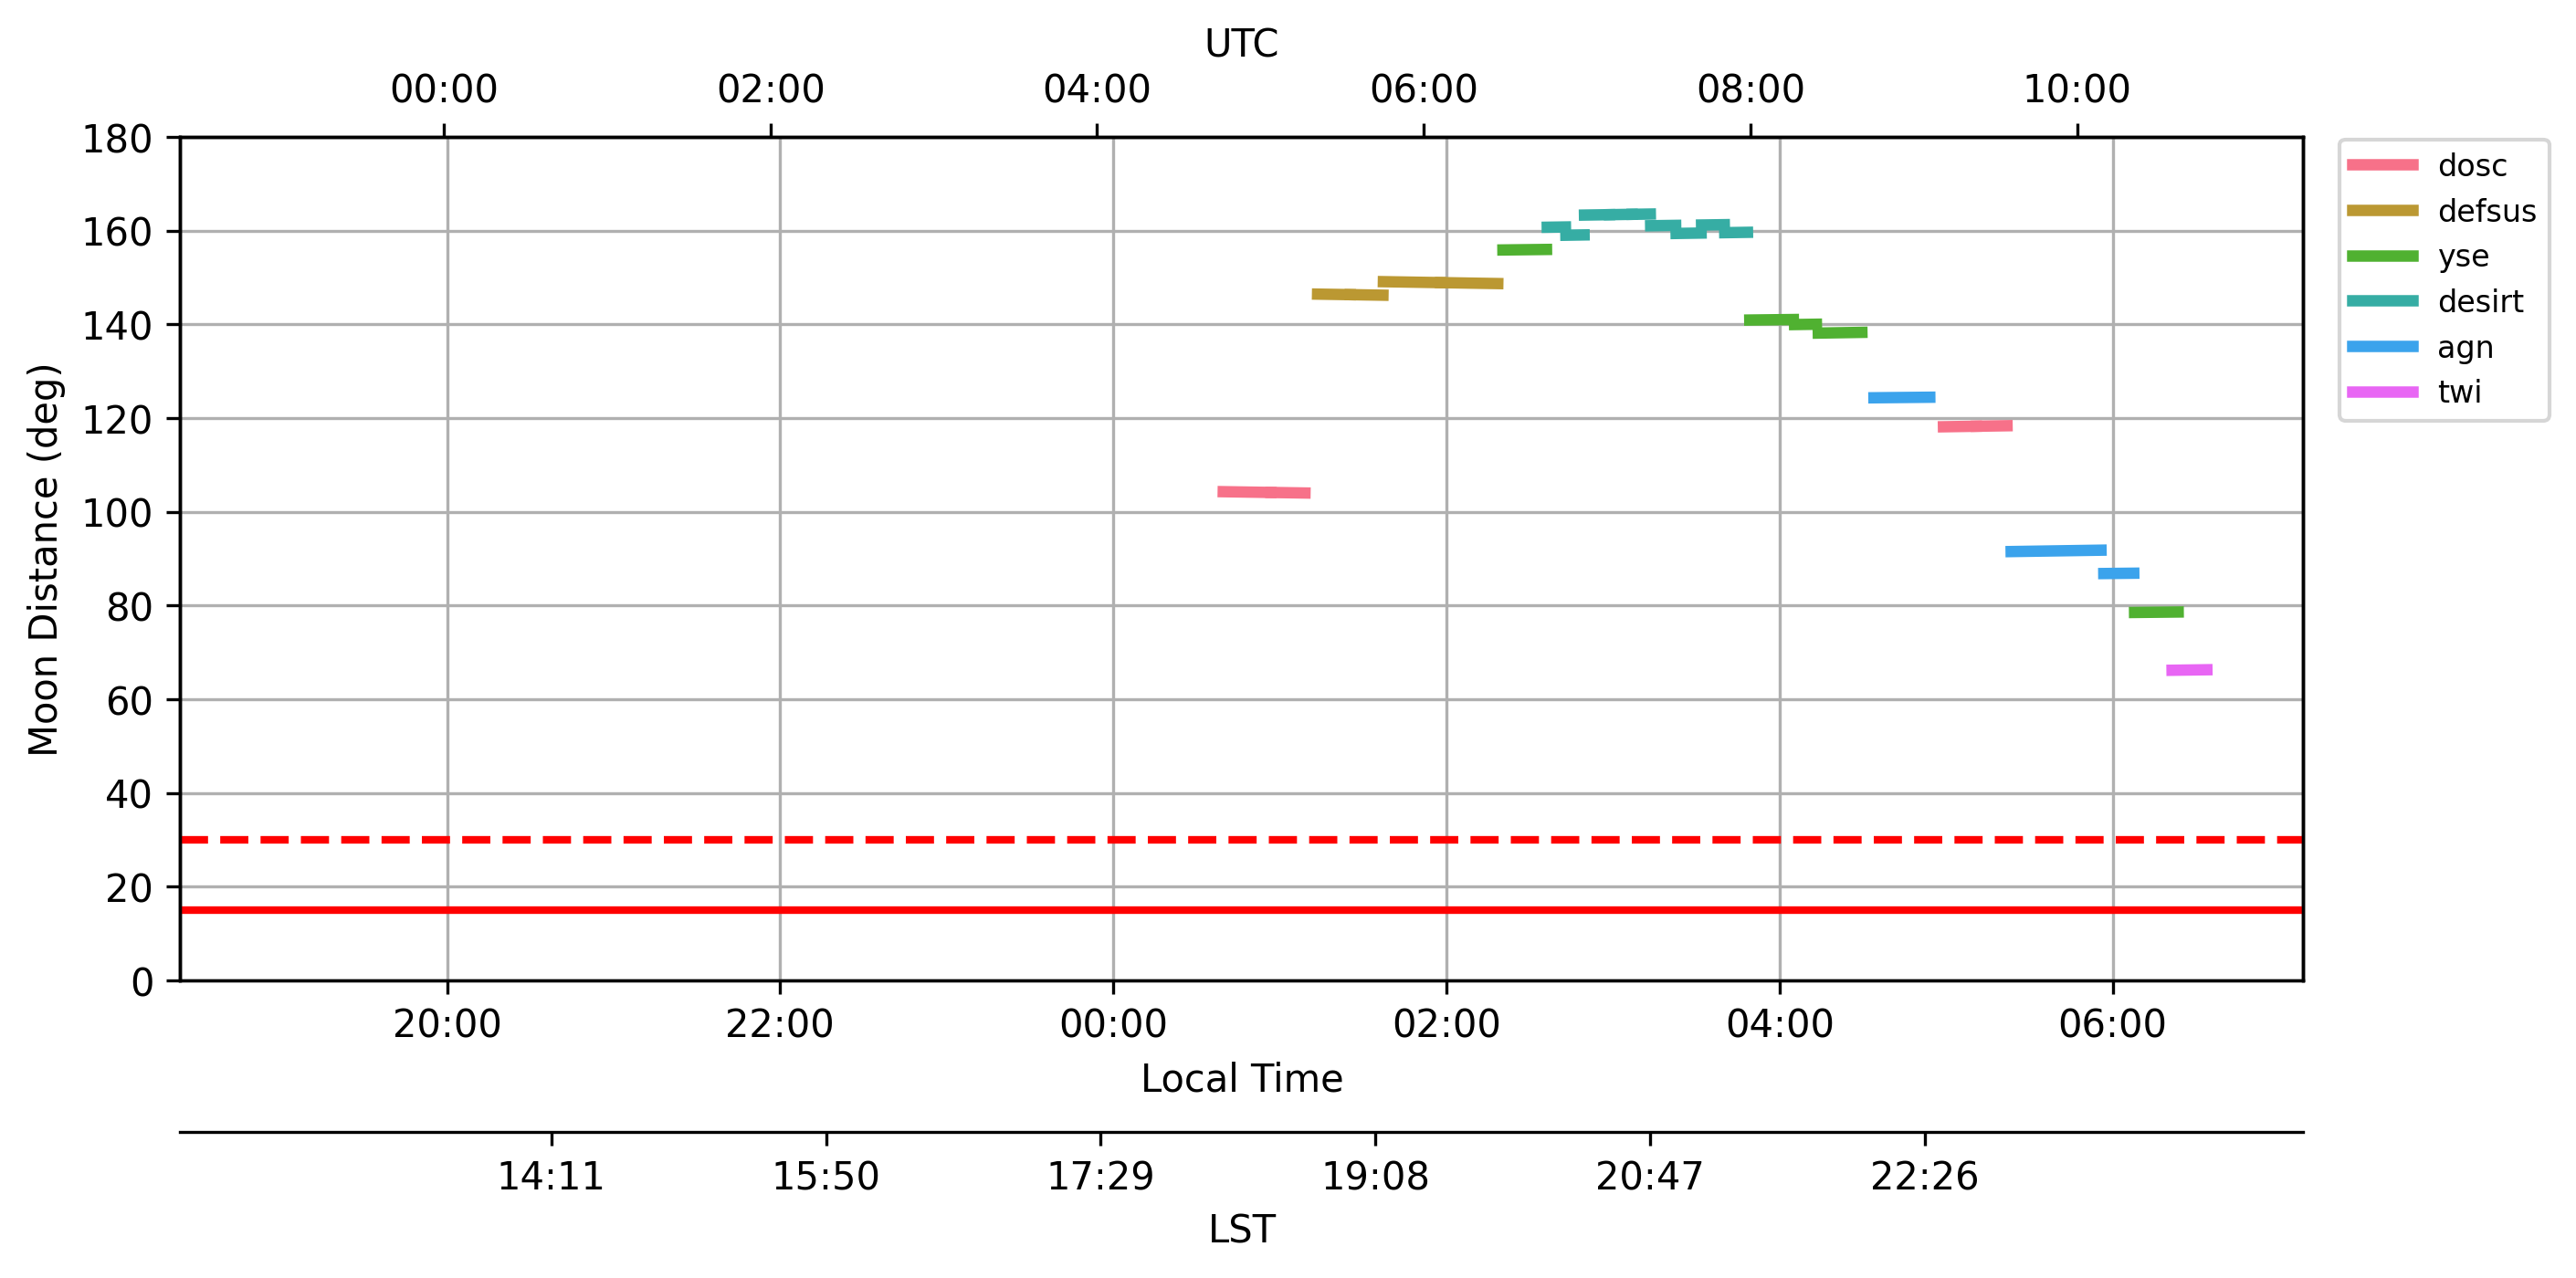 UTC
00:00 02:00 04:00 06:00 08:00 10:00
180
160
140
120
100
80
60
40
20
0
Moon Distance (deg)
dosc
defsus
yse
desirt
agn
twi
20:00 22:00 00:00 02:00 04:00 06:00
Local Time
14:11 15:50 17:29 19:08 20:47 22:26
LST